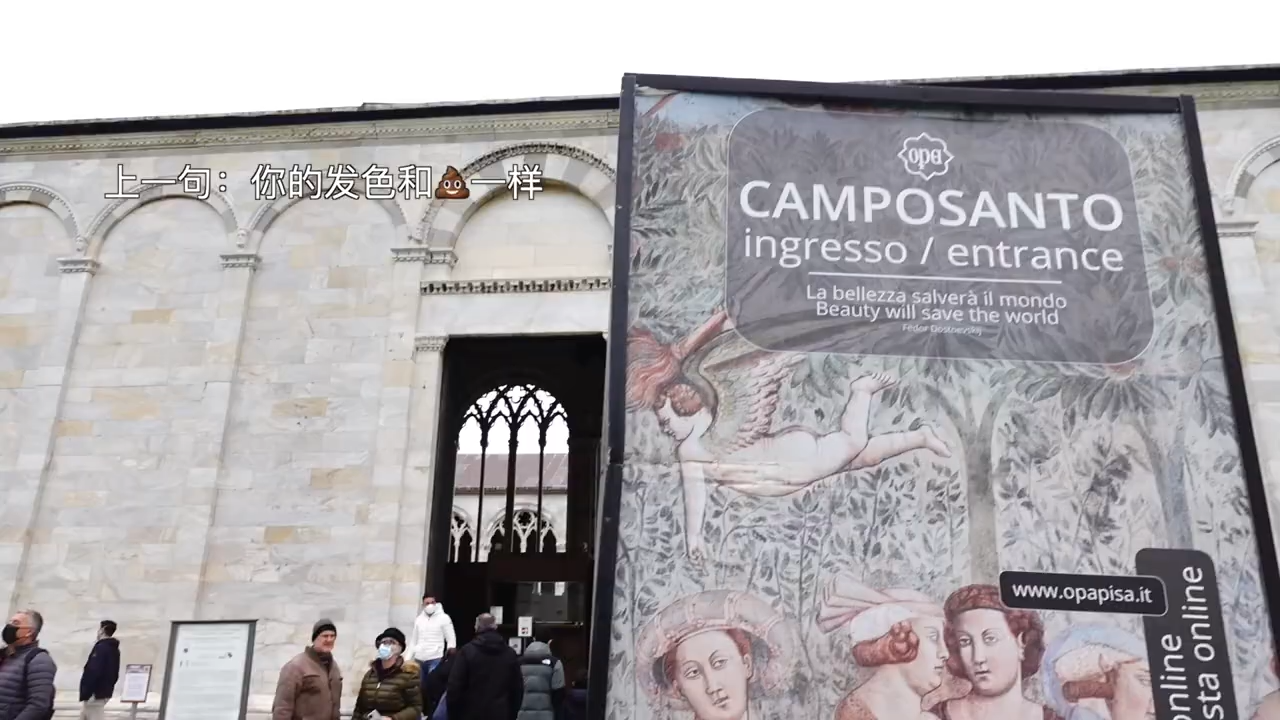 上一句：你的发色和💩一样
opa
CAMPOSANTO
ingresso / entrance
La bellezza salverà il mondo
Beauty will save the world
Fëdor Dostoevskij
www.opapisa.it
nline
sta online